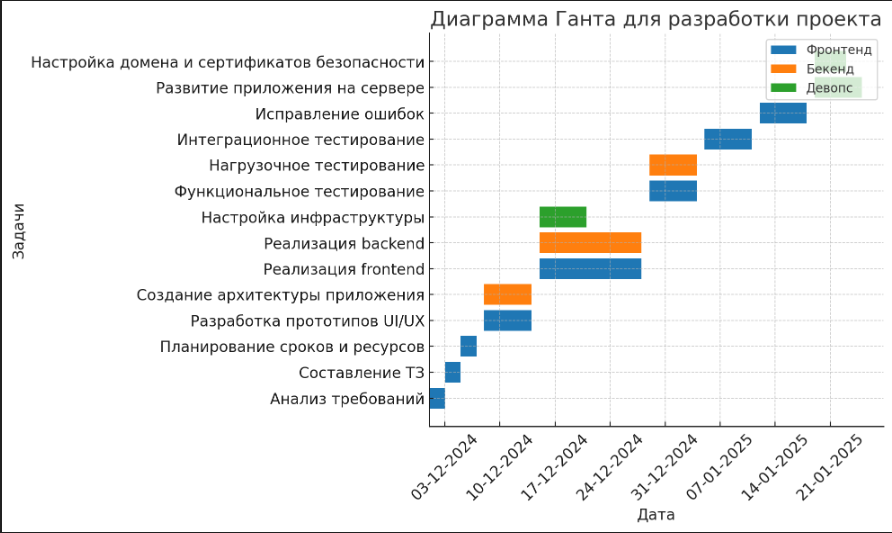 Диаграмма Ганта для разработки проекта
Фронтенд
Бекенд
Девопс
Задачи
Настройка домена и сертификатов безопасности
Развитие приложения на сервере
Исправление ошибок
Интеграционное тестирование
Нагрузочное тестирование
Функциональное тестирование
Настройка инфраструктуры
Реализация backend
Реализация frontend
Создание архитектуры приложения
Разработка прототипов UI/UX
Планирование сроков и ресурсов
Составление ТЗ
Анализ требований
03-12-2024
10-12-2024
17-12-2024
24-12-2024
31-12-2024
07-01-2025
14-01-2025
21-01-2025
Дата